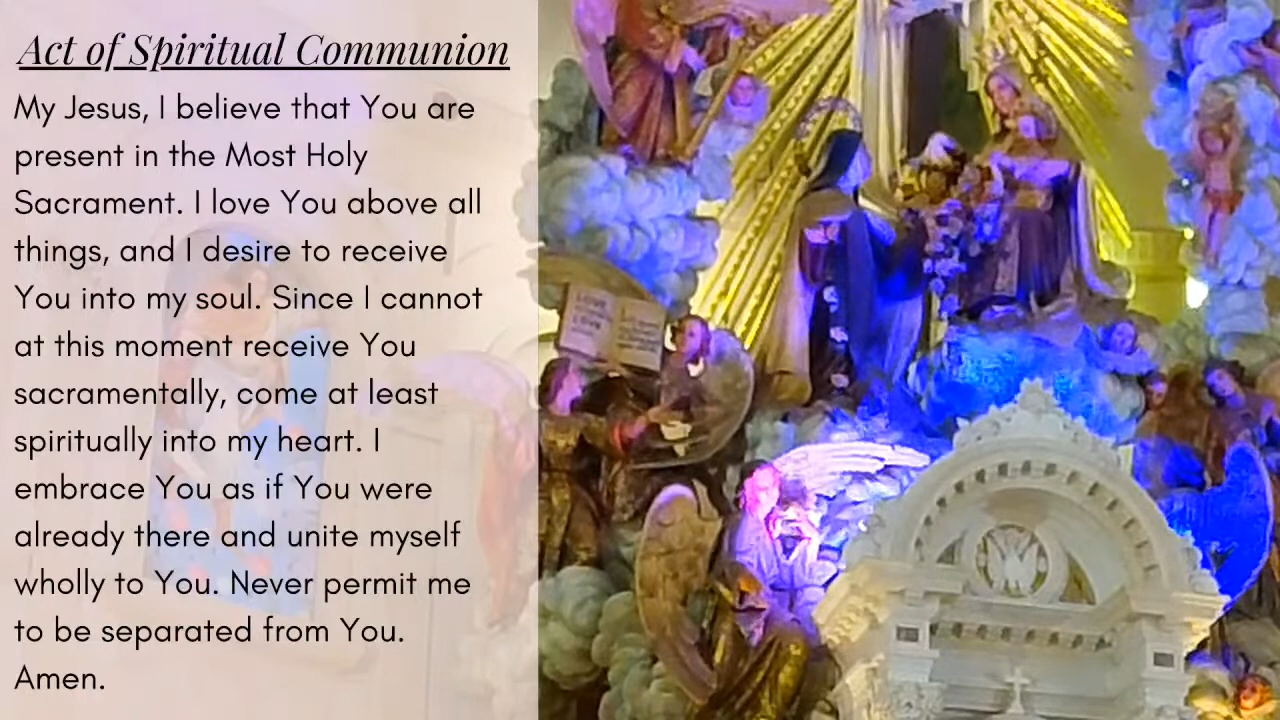 Act of Spiritual Communion
My Jesus, I believe that You are
present in the Most Holy
Sacrament. I love You above all
things, and I desire to receive
You into my soul. Since I cannot
at this moment receive You
sacramentally, come at least
spiritually into my heart. I
embrace You as if You were
already there and unite myself
wholly to You. Never permit me
to be separated from You.
Amen.
LOVE